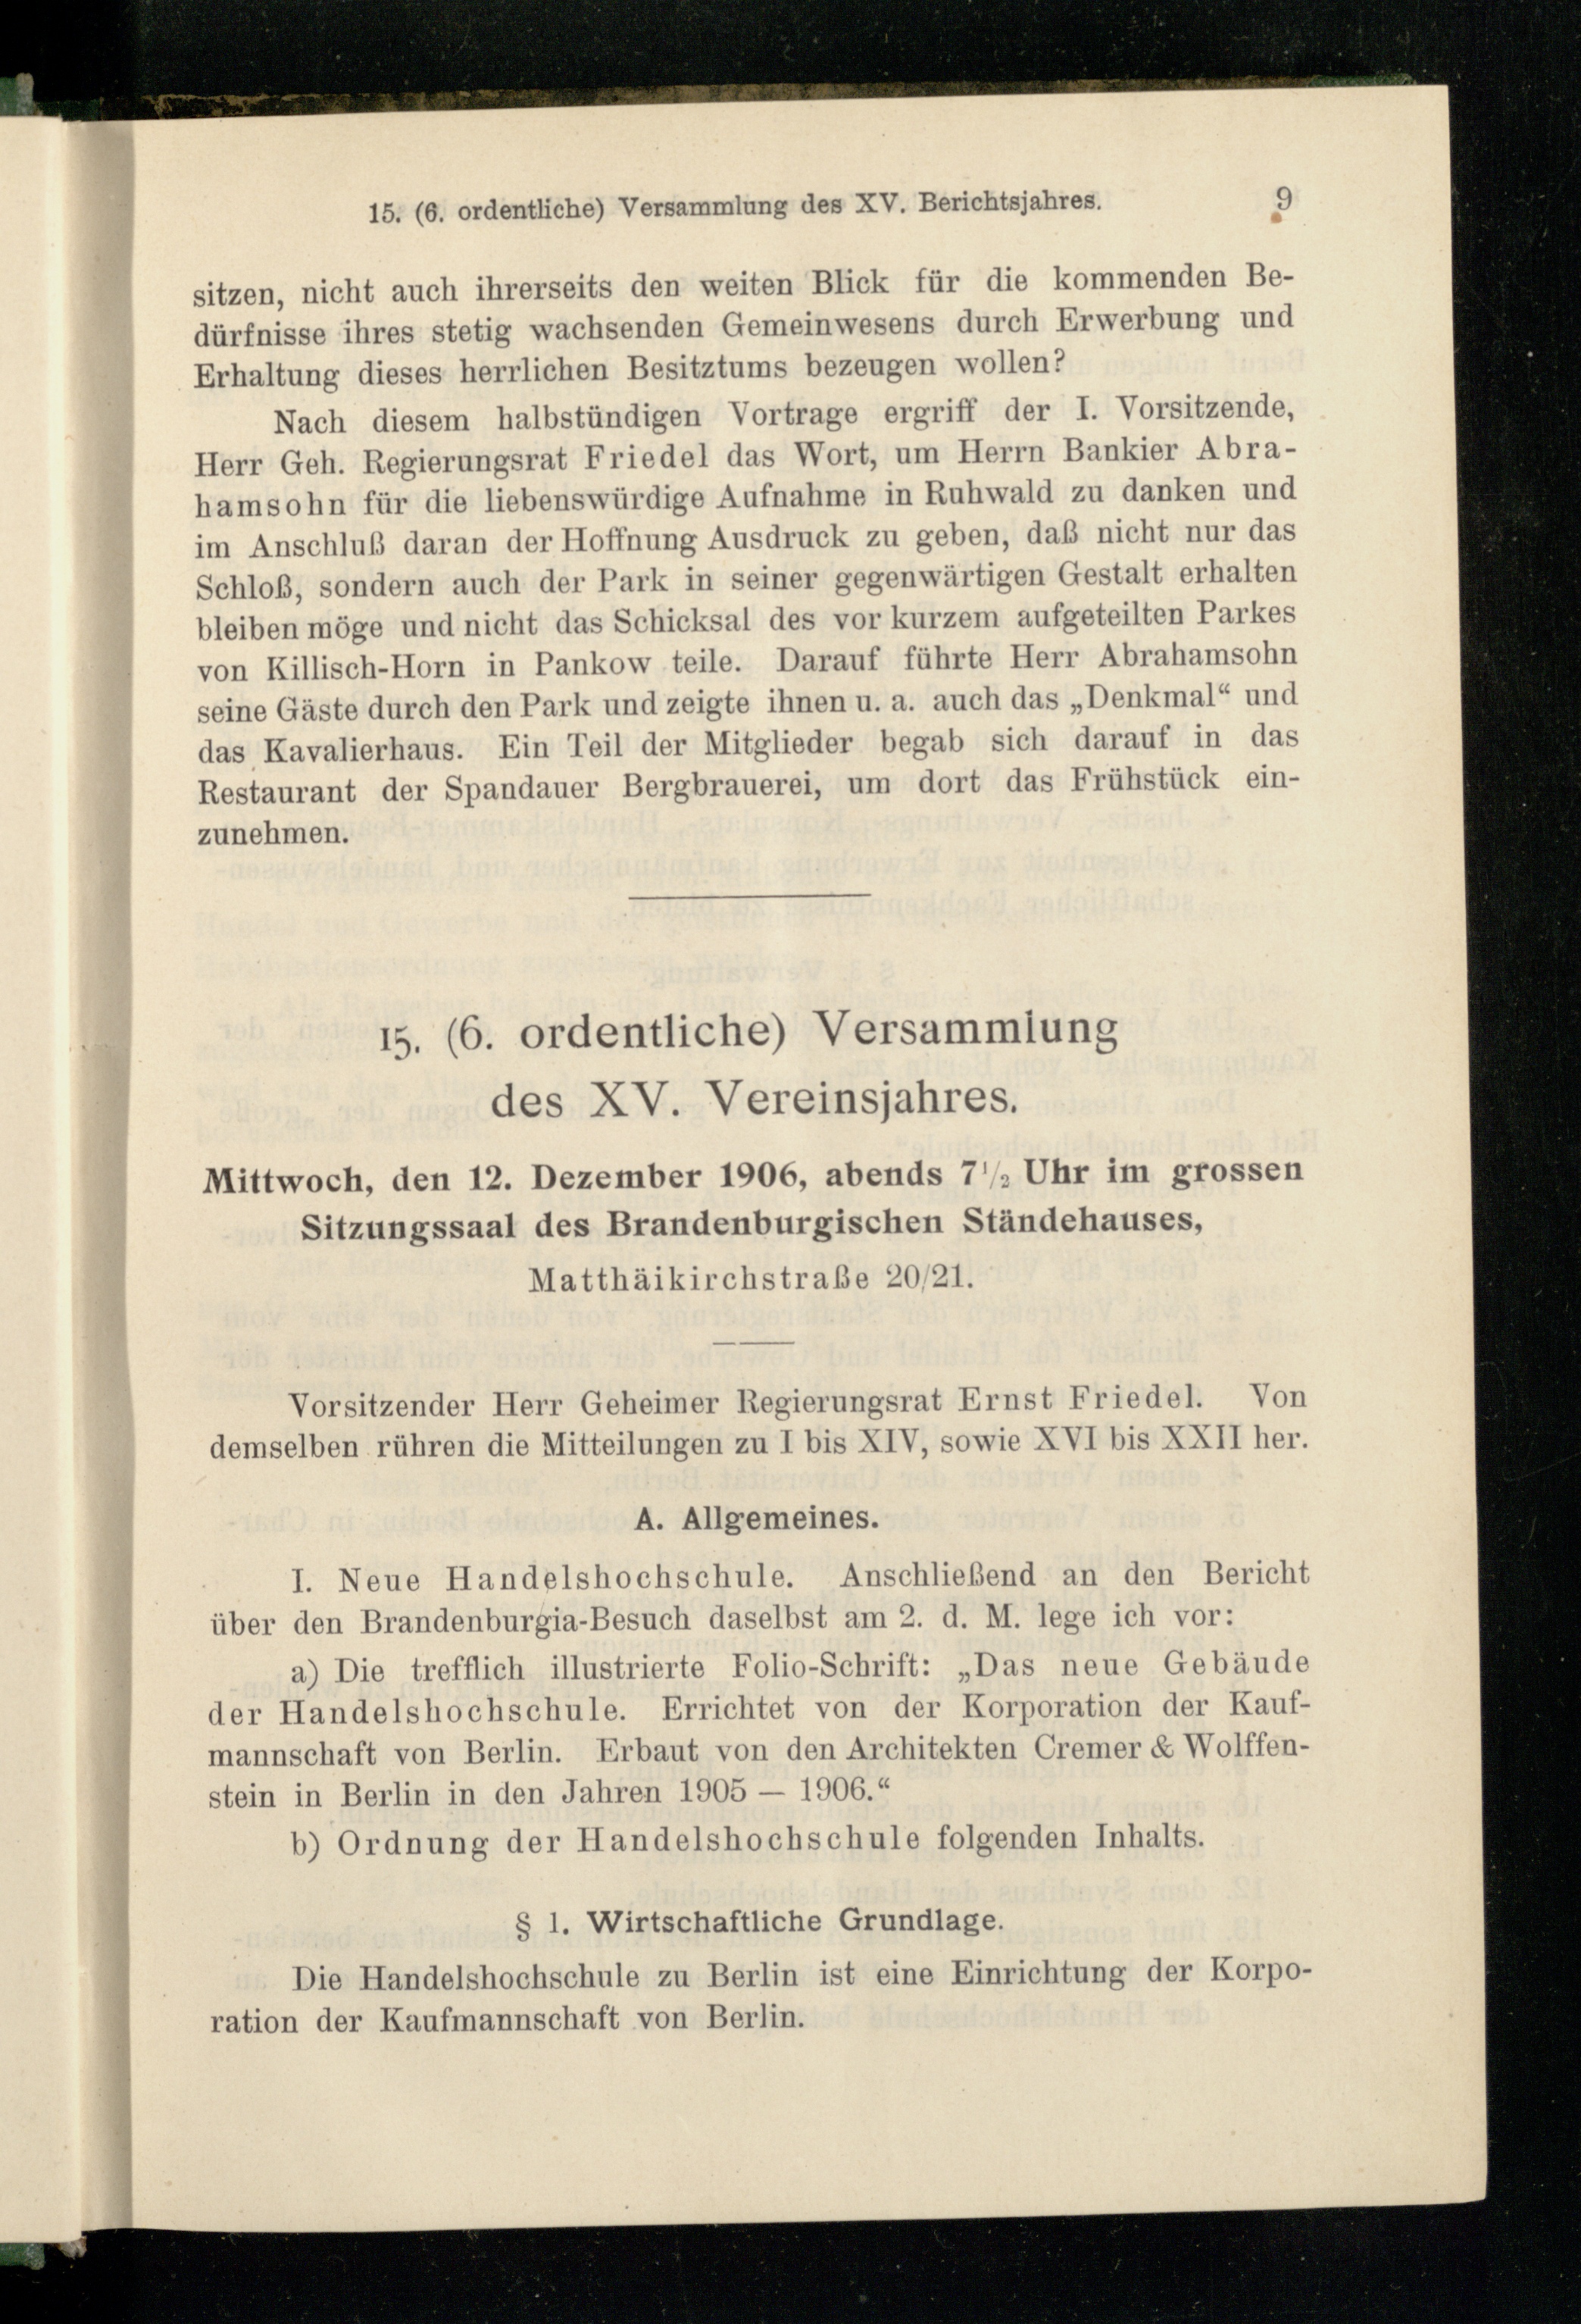 15. (6. ordentliche) Versammlung des XV. Berichtsjahres. 9
sitzen, nicht auch ihrerseits den weiten Blick für die kommenden Be-
dürfnisse ihres stetig wachsenden Gemeinwesens durch Erwerbung und
Erhaltung dieses herrlichen Besitztums bezeugen wollen?
Nach diesem halbstündigen Vortrage ergriff der I. Vorsitzende,
Herr Geh. Regierungsrat Friedel das Wort, um Herrn Bankier Abra-
hamsohn für die liebenswürdige Aufnahme in Ruhwald zu danken und
im Anschluß daran der Hoffnung Ausdruck zu geben, daß nicht nur das
Schloß, sondern auch der Park in seiner gegenwärtigen Gestalt erhalten
bleiben möge und nicht das Schicksal des vor kurzem aufgeteilten Parkes
von Killisch-Horn in Pankow teile. Darauf führte Herr Abrahamsohn
seine Gäste durch den Park und zeigte ihnen u. a. auch das „Denkmal“ und
das Kavalierhaus. Ein Teil der Mitglieder begab sich darauf in das
Restaurant der Spandauer Bergbrauerei, um dort das Frühstück ein-
zunehmen.
15. (6. ordentliche) Versammlung
des XV. Vereinsjahres.
Mittwoch, den 12. Dezember 1906, abends 7 1/2 Uhr im grossen
Sitzungssaal des Brandenburgischen Ständehauses,
Matthäikirchstraße 20/21.
Vorsitzender Herr Geheimer Regierungsrat Ernst Friedel. Von
demselben rühren die Mitteilungen zu I bis XIV, sowie XVI bis XXII her.
A. Allgemeines.
I. Neue Handelshochschule. Anschließend an den Bericht
über den Brandenburgia-Besuch daselbst am 2. d. M. lege ich vor:
a) Die trefflich illustrierte Folio-Schrift: „Das neue Gebäude
der Handelshochschule. Errichtet von der Korporation der Kauf-
mannschaft von Berlin. Erbaut von den Architekten Cremer & Wolffen-
stein in Berlin in den Jahren 1905 — 1906.“
b) Ordnung der Handelshochschule folgenden Inhalts.
§ 1. Wirtschaftliche Grundlage.
Die Handelshochschule zu Berlin ist eine Einrichtung der Korpo-
ration der Kaufmannschaft von Berlin.